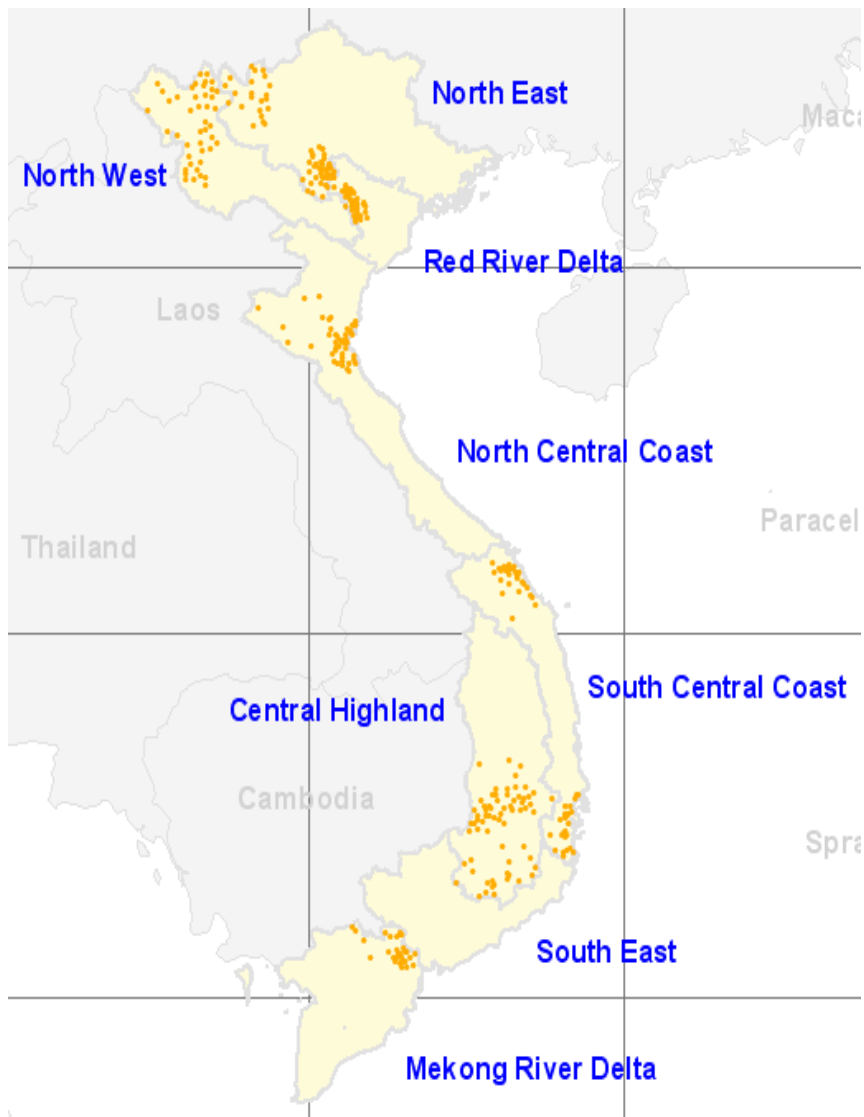 North East
Maca
North West
Red River Delta
Laos
North Central Coast
Paracel
Thailand
South Central Coast
Central Highland
Cambodia
Spra
South East
Mekong River Delta